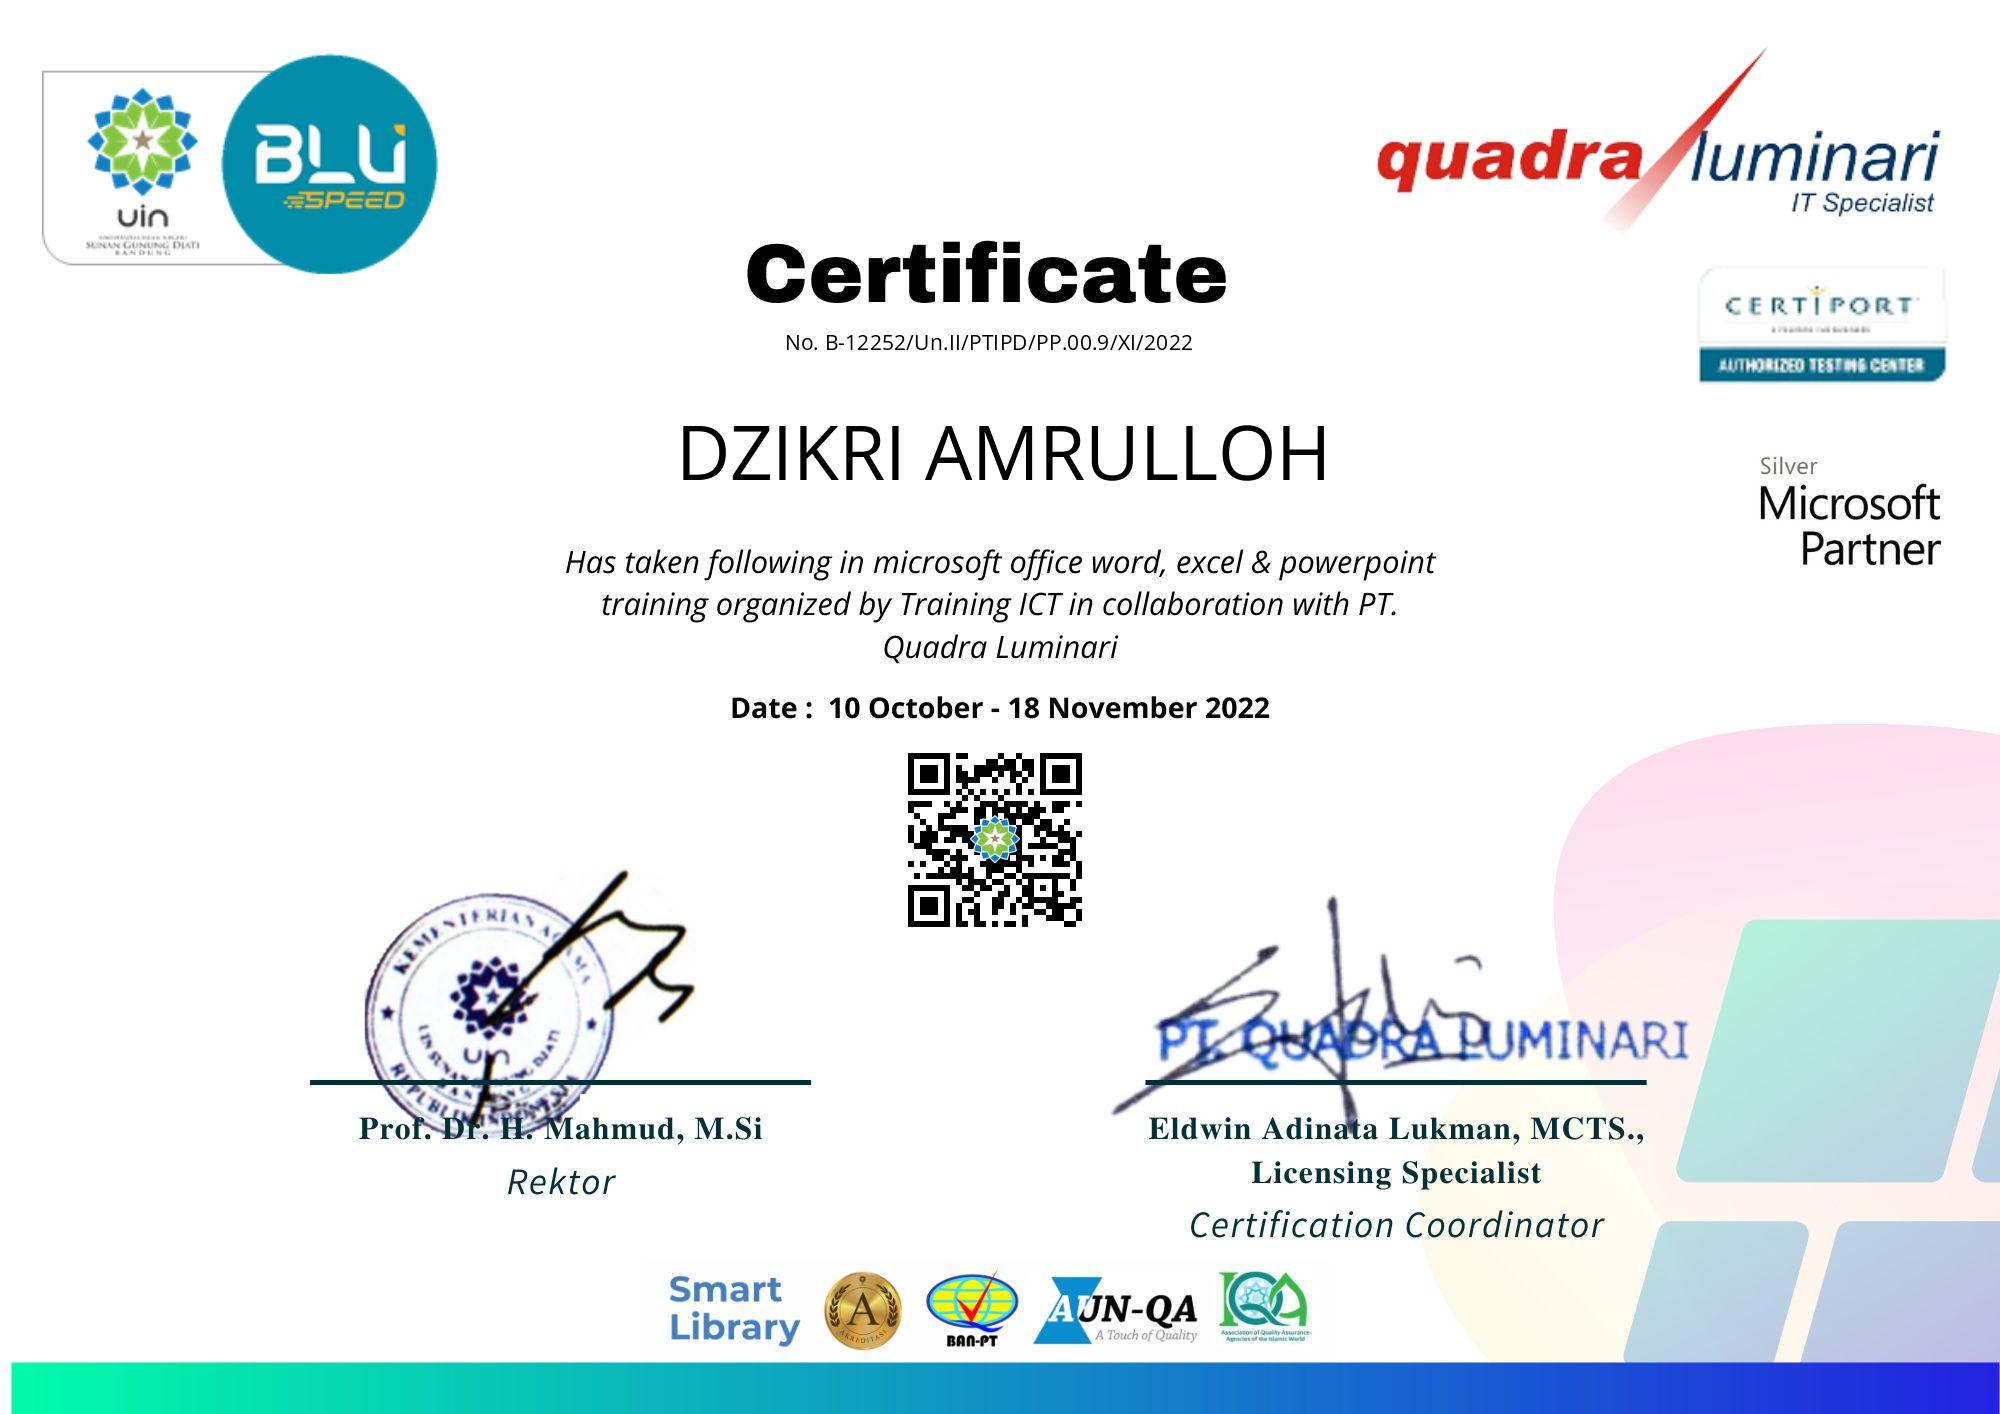 uin
SUNAN GUNUNG DJATI
BANDUNG
BLU
SPEED
quadra luminari
IT Specialist
Certificate
No. B-12252/Un.II/PTIPD/PP.00.9/XI/2022
CERTIPORT
AUTHORIZED TESTING CENTER
DZIKRI AMRULLOH
Silver
Microsoft
Partner
Has taken following in microsoft office word, excel & powerpoint
training organized by Training ICT in collaboration with PT.
Quadra Luminari
Date : 10 October - 18 November 2022
KEMENTERIAN AGAMA
uin
REPUBLIK INDONESIA
PT. QUADRA LUMINARI
Prof. Dr. H. Mahmud, M.Si
Rektor
Eldwin Adinata Lukman, MCTS.,
Licensing Specialist
Certification Coordinator
Smart
Library
A
AKREDITASI
BAN-PT
AUN-QA
A Touch of Quality
IQA
Association of Quality Assurance
Agencies of the Islamic World